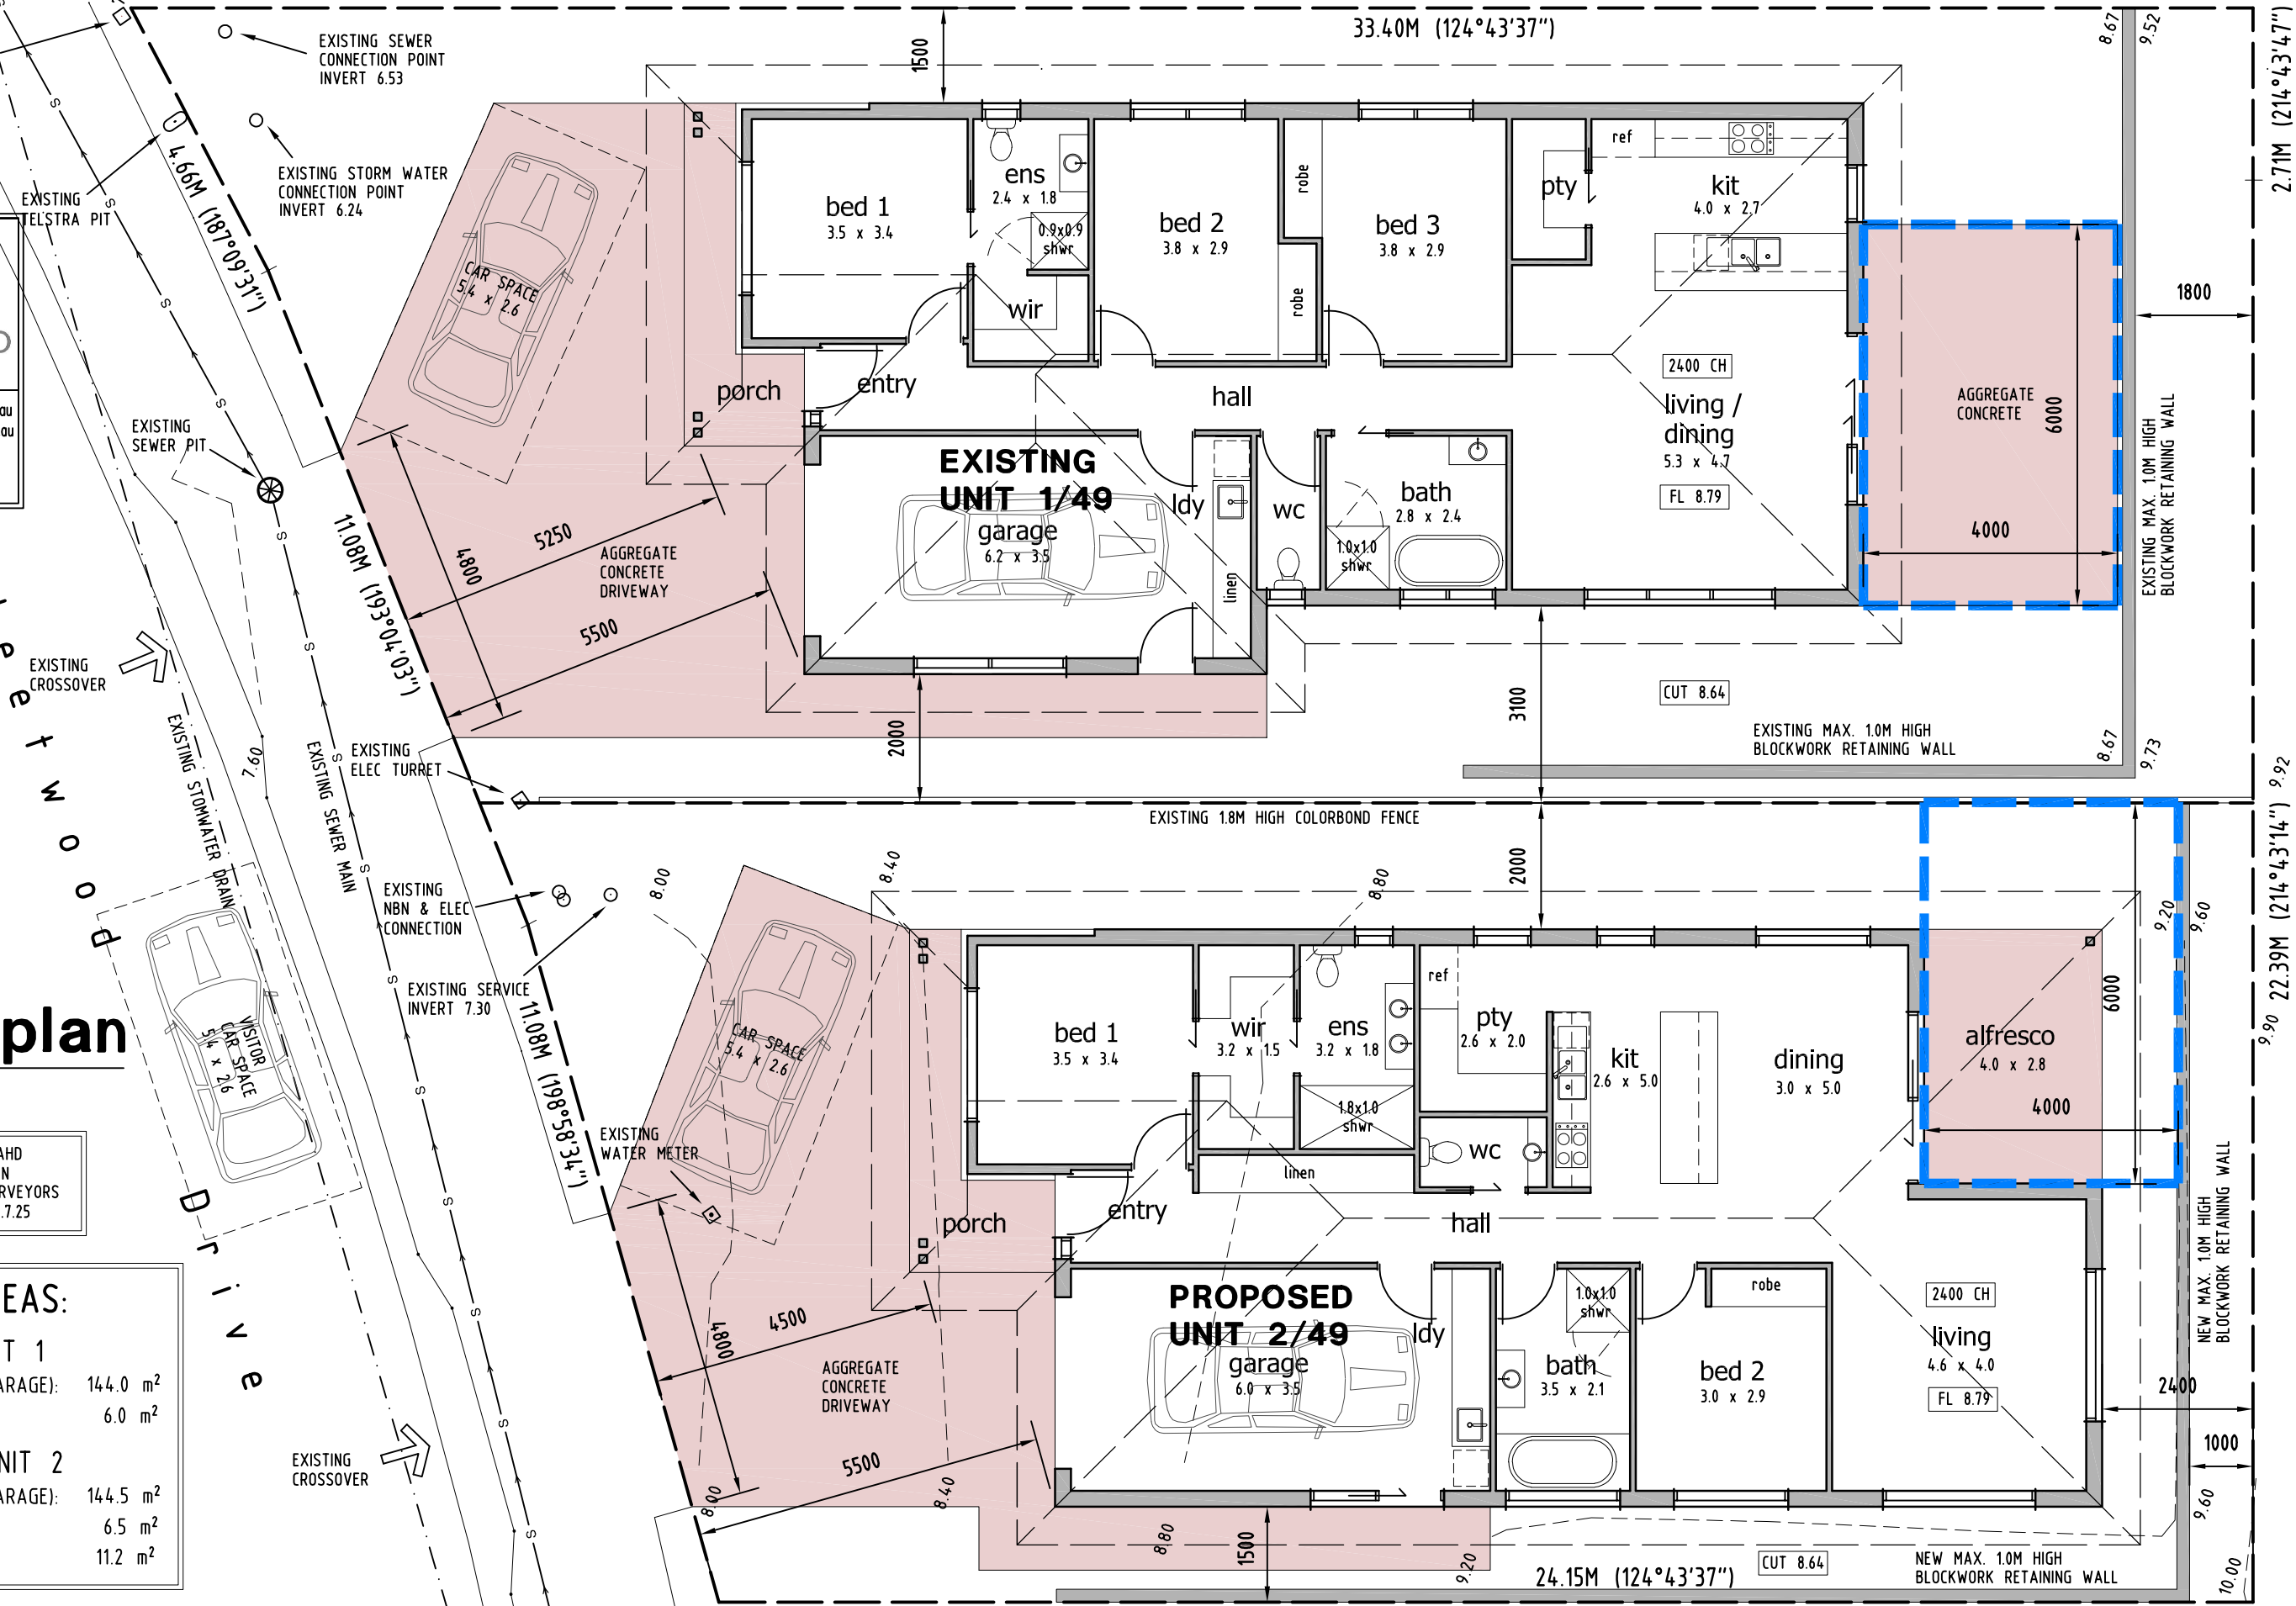 33.40M (124°43'37")
2.71M (214°43'47")
8.67
9.52
1500
EXISTING SEWER
CONNECTION POINT
INVERT 6.53
EXISTING STORM WATER
CONNECTION POINT
INVERT 6.24
EXISTING
TELSTRA PIT
4.66M (187°09'31")
CAR SPACE
5.4 x 2.6
bed 1
3.5 x 3.4
ens
2.4 x 1.8
0.9x0.9
shwr
wir
bed 2
3.8 x 2.9
robe
robe
bed 3
3.8 x 2.9
pty
ref
kit
4.0 x 2.7
1800
2400 CH
living /
dining
5.3 x 4.7
FL 8.79
AGGREGATE
CONCRETE
6000
4000
EXISTING MAX. 1.0M HIGH
BLOCKWORK RETAINING WALL
porch
entry
hall
EXISTING
UNIT 1/49
garage
6.2 x 3.5
ldy
linen
wc
bath
2.8 x 2.4
1.0x1.0
shwr
au
au
EXISTING
SEWER PIT
11.08M (193°04'03")
4800
5250
5500
AGGREGATE
CONCRETE
DRIVEWAY
EXISTING
CROSSOVER
2000
3100
CUT 8.64
EXISTING MAX. 1.0M HIGH
BLOCKWORK RETAINING WALL
8.67
9.73
9.92
EXISTING STOMWATER DRAIN
7.60
EXISTING SEWER MAIN
EXISTING
ELEC TURRET
EXISTING 1.8M HIGH COLORBOND FENCE
eetwood Drive
EXISTING
NBN & ELEC
CONNECTION
EXISTING SERVICE
INVERT 7.30
8.00
8.40
8.80
2000
9.20
9.60
22.39M (214°43'14")
9.90
plan
VISITOR
CAR SPACE
5.4 x 2.6
11.08M (198°58'34")
CAR SPACE
5.4 x 2.6
EXISTING
WATER METER
bed 1
3.5 x 3.4
wir
3.2 x 1.5
ens
3.2 x 1.8
1.8x1.0
shwr
linen
ref
pty
2.6 x 2.0
wc
kit
2.6 x 5.0
dining
3.0 x 5.0
alfresco
4.0 x 2.8
6000
4000
NEW MAX. 1.0M HIGH
BLOCKWORK RETAINING WALL
porch
entry
hall
PROPOSED
UNIT 2/49
garage
6.0 x 3.5
ldy
1.0x1.0
shwr
bath
3.5 x 2.1
robe
bed 2
3.0 x 2.9
2400 CH
living
4.6 x 4.0
FL 8.79
2400
1000
4800
4500
AGGREGATE
CONCRETE
DRIVEWAY
5500
8.00
8.40
8.80
1500
9.20
9.60
10.00
24.15M (124°43'37")
CUT 8.64
NEW MAX. 1.0M HIGH
BLOCKWORK RETAINING WALL
EXISTING
CROSSOVER
AHD
N
RVEYORS
.7.25
EAS:
T 1
ARAGE): 144.0 m²
6.0 m²
NIT 2
ARAGE): 144.5 m²
6.5 m²
11.2 m²